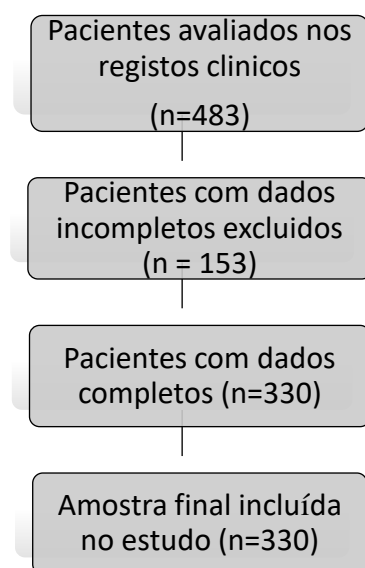 Pacientes avaliados nos
registos clinicos
(n=483)
Pacientes com dados
incompletos excluidos
(n = 153)
Pacientes com dados
completos (n=330)
Amostra final incluída
no estudo (n=330)